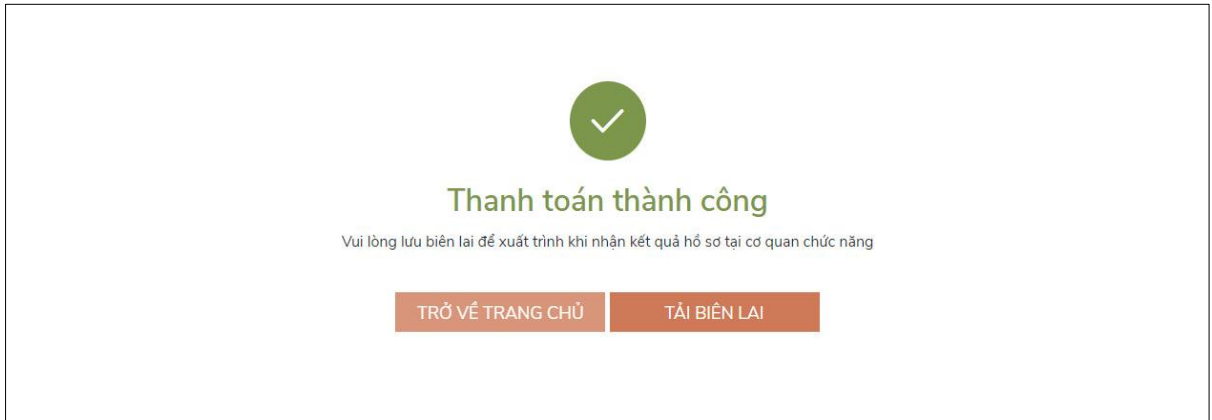 Thanh toán thành công
Vui lòng lưu biên lai để xuất trình khi nhận kết quả hồ sơ tại cơ quan chức năng
TRỞ VỀ TRANG CHỦ
TẢI BIÊN LAI